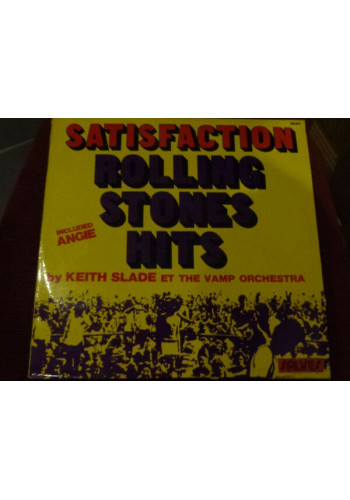 SATISFACTION
ROLLING
STONES
HITS
INCLUDED
ANGIE
by KEITH SLADE ET THE VAMP ORCHESTRA